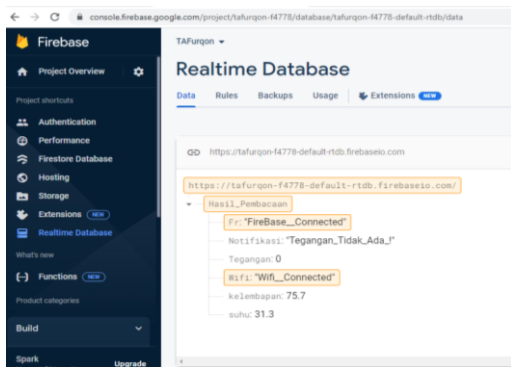 console.firebase.google.com/project/tafurqon-f4778/database/tafurqon-f4778-default-rtdb/data
Firebase
Project Overview
Project shortcuts
Authentication
Performance
Firestore Database
Hosting
Storage
Extensions NEW
Realtime Database
What's new
Functions NEW
Product categories
Build
Spark
Upgrade
TAFurqon
Realtime Database
Data Rules Backups Usage Extensions NEW
https://tafurqon-f4778-default-rtdb.firebaseio.com
https://tafurqon-f4778-default-rtdb.firebaseio.com/
Hasil_Pembacaan
Fr: "FireBase__Connected"
Notifikasi: "Tegangan_Tidak_Ada_!"
Tegangan: 0
Wifi: "Wifi__Connected"
kelembapan: 75.7
suhu: 31.3